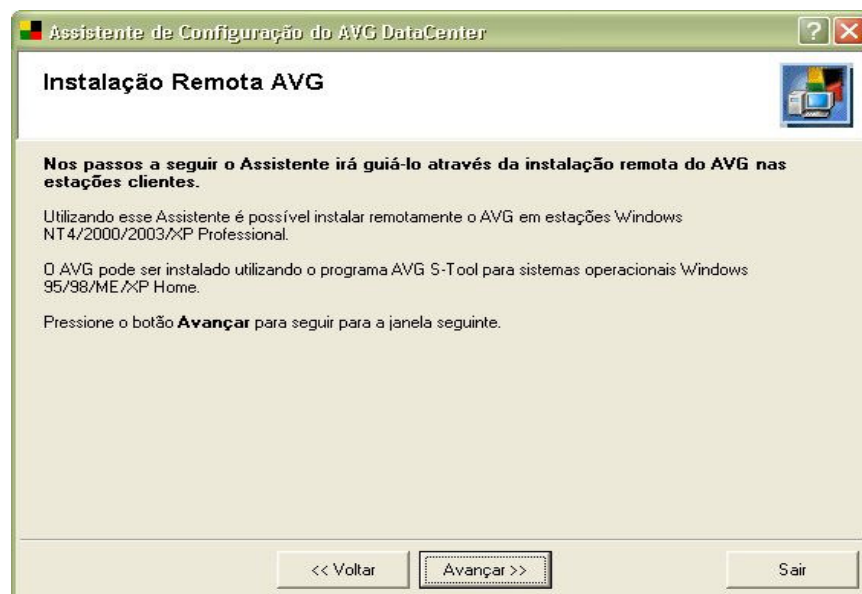 Assistente de Configuração do AVG DataCenter
Instalação Remota AVG
Nos passos a seguir o Assistente irá guiá-lo através da instalação remota do AVG nas
estações clientes.
Utilizando esse Assistente é possível instalar remotamente o AVG em estações Windows
NT4/2000/2003/XP Professional.
O AVG pode ser instalado utilizando o programa AVG S-Tool para sistemas operacionais Windows
95/98/ME/XP Home.
Pressione o botão Avançar para seguir para a janela seguinte.
<< Voltar
Avançar >>
Sair